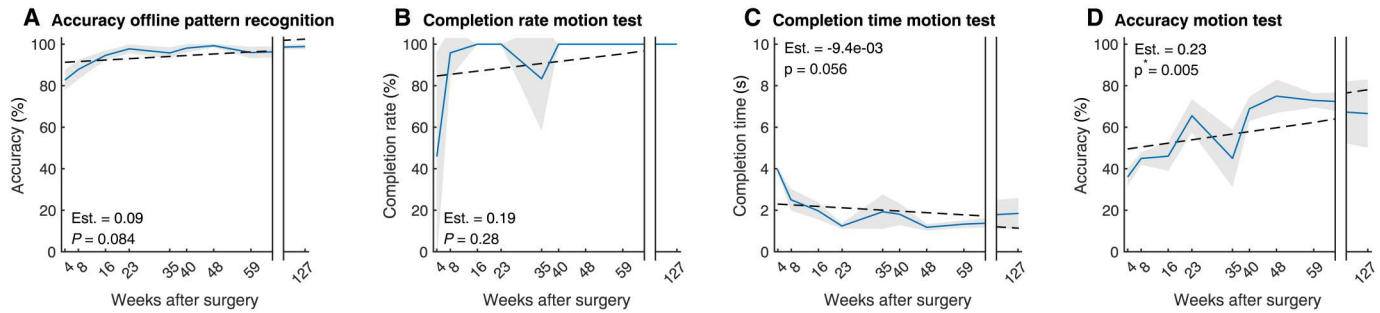 A Accuracy offline pattern recognition
Accuracy (%)
100
80
60
40
20
0
Est. = 0.09
P = 0.084
4 8 16 23 35 40 48 59 127
Weeks after surgery
B Completion rate motion test
Completion rate (%)
100
80
60
40
20
0
Est. = 0.19
P = 0.28
4 8 16 23 35 40 48 59 127
Weeks after surgery
C Completion time motion test
Completion time (s)
10
8
6
4
2
0
Est. = -9.4e-03
p = 0.056
4 8 16 23 35 40 48 59 127
Weeks after surgery
D Accuracy motion test
Accuracy (%)
100
80
60
40
20
0
Est. = 0.23
p* = 0.005
4 8 16 23 35 40 48 59 127
Weeks after surgery